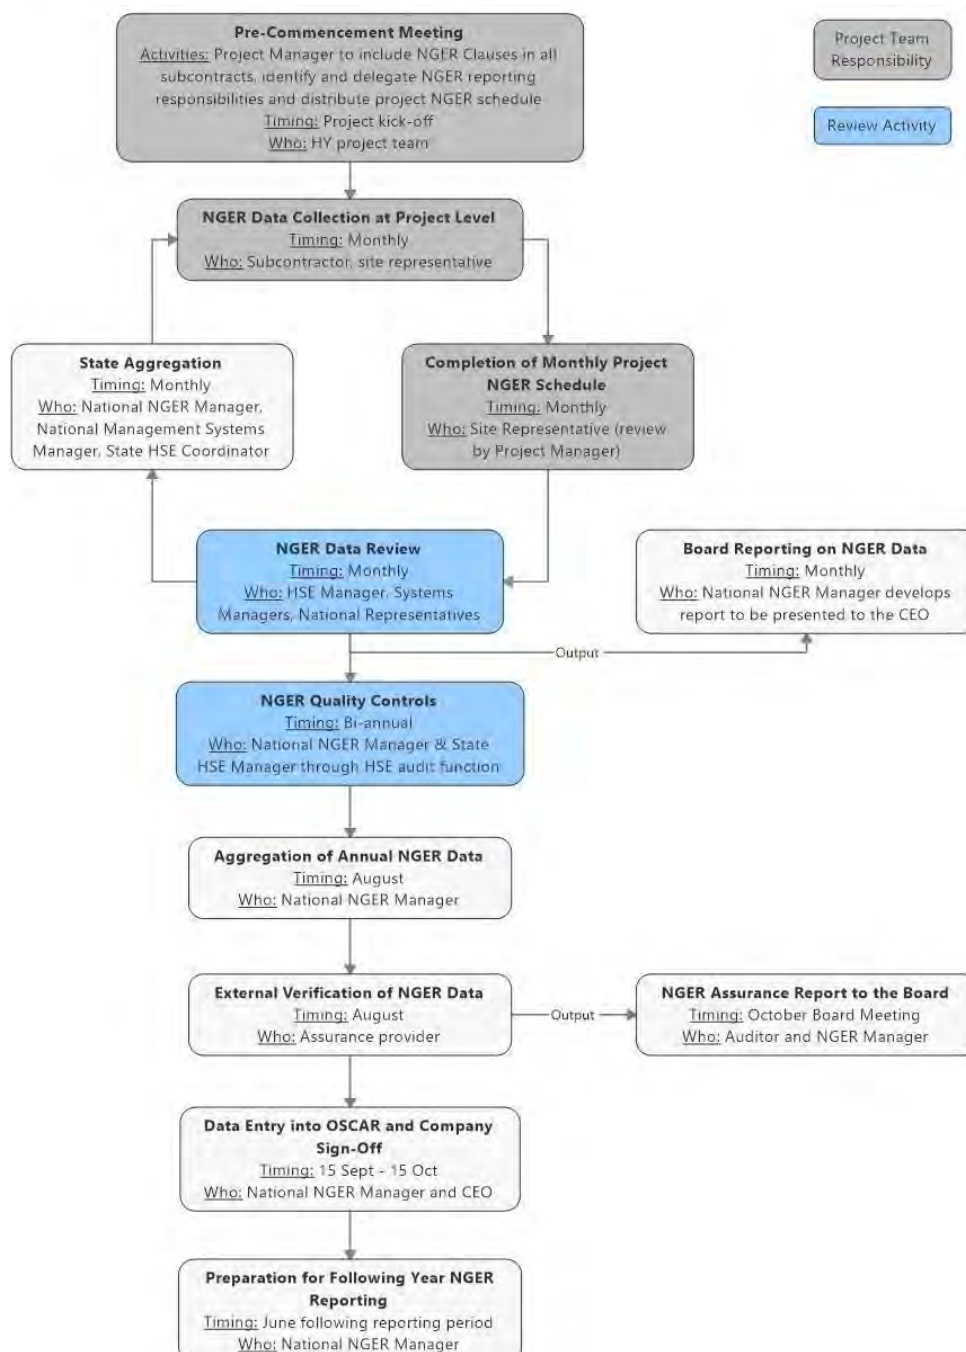 Pre-Commencement Meeting
Activities: Project Manager to include NGER Clauses in all
subcontracts, identify and delegate NGER reporting
responsibilities and distribute project NGER schedule
Timing: Project kick-off
Who: HY project team
Project Team
Responsibility
Review Activity
NGER Data Collection at Project Level
Timing: Monthly
Who: Subcontractor, site representative
State Aggregation
Timing: Monthly
Who: National NGER Manager,
National Management Systems
Manager, State HSE Coordinator
Completion of Monthly Project
NGER Schedule
Timing: Monthly
Who: Site Representative (review
by Project Manager)
NGER Data Review
Timing: Monthly
Who: HSE Manager, Systems
Managers, National Representatives
Board Reporting on NGER Data
Timing: Monthly
Who: National NGER Manager develops
report to be presented to the CEO
Output
NGER Quality Controls
Timing: Bi-annual
Who: National NGER Manager & State
HSE Manager through HSE audit function
Aggregation of Annual NGER Data
Timing: August
Who: National NGER Manager
External Verification of NGER Data
Timing: August
Who: Assurance provider
Output
NGER Assurance Report to the Board
Timing: October Board Meeting
Who: Auditor and NGER Manager
Data Entry into OSCAR and Company
Sign-Off
Timing: 15 Sept - 15 Oct
Who: National NGER Manager and CEO
Preparation for Following Year NGER
Reporting
Timing: June following reporting period
Who: National NGER Manager